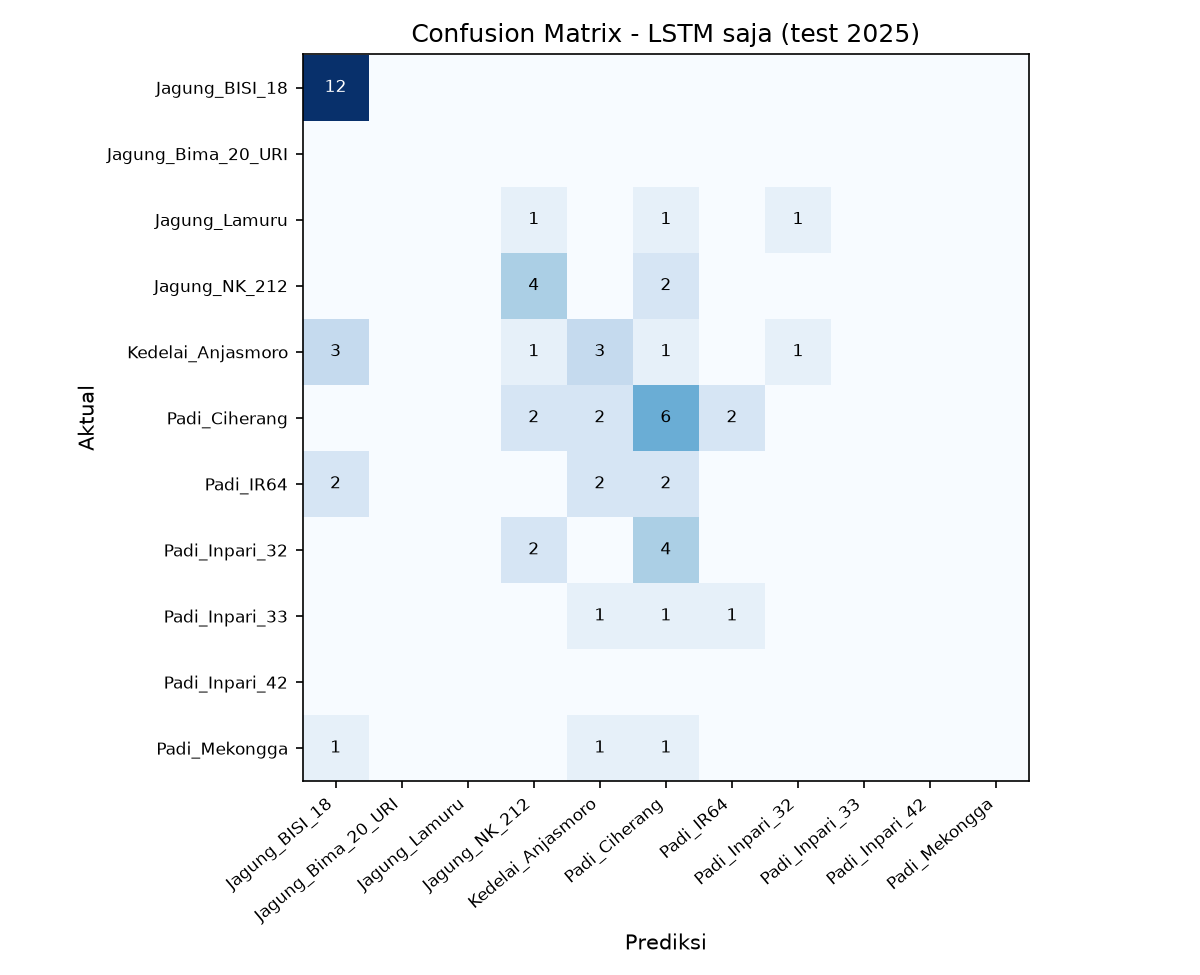 Confusion Matrix - LSTM saja (test 2025)
Jagung_BISI_18 12
Jagung_Bima_20_URI
Jagung_Lamuru 1 1 1
Jagung_NK_212 4 2
Kedelai_Anjasmoro 3 1 3 1 1
Padi_Ciherang 2 2 6 2
Padi_IR64 2 2 2
Padi_Inpari_32 2 4
Padi_Inpari_33 1 1 1
Padi_Inpari_42
Padi_Mekongga 1 1 1
Aktual
Jagung_BISI_18
Jagung_Bima_20_URI
Jagung_Lamuru
Jagung_NK_212
Kedelai_Anjasmoro
Padi_Ciherang
Padi_IR64
Padi_Inpari_32
Padi_Inpari_33
Padi_Inpari_42
Padi_Mekongga
Prediksi